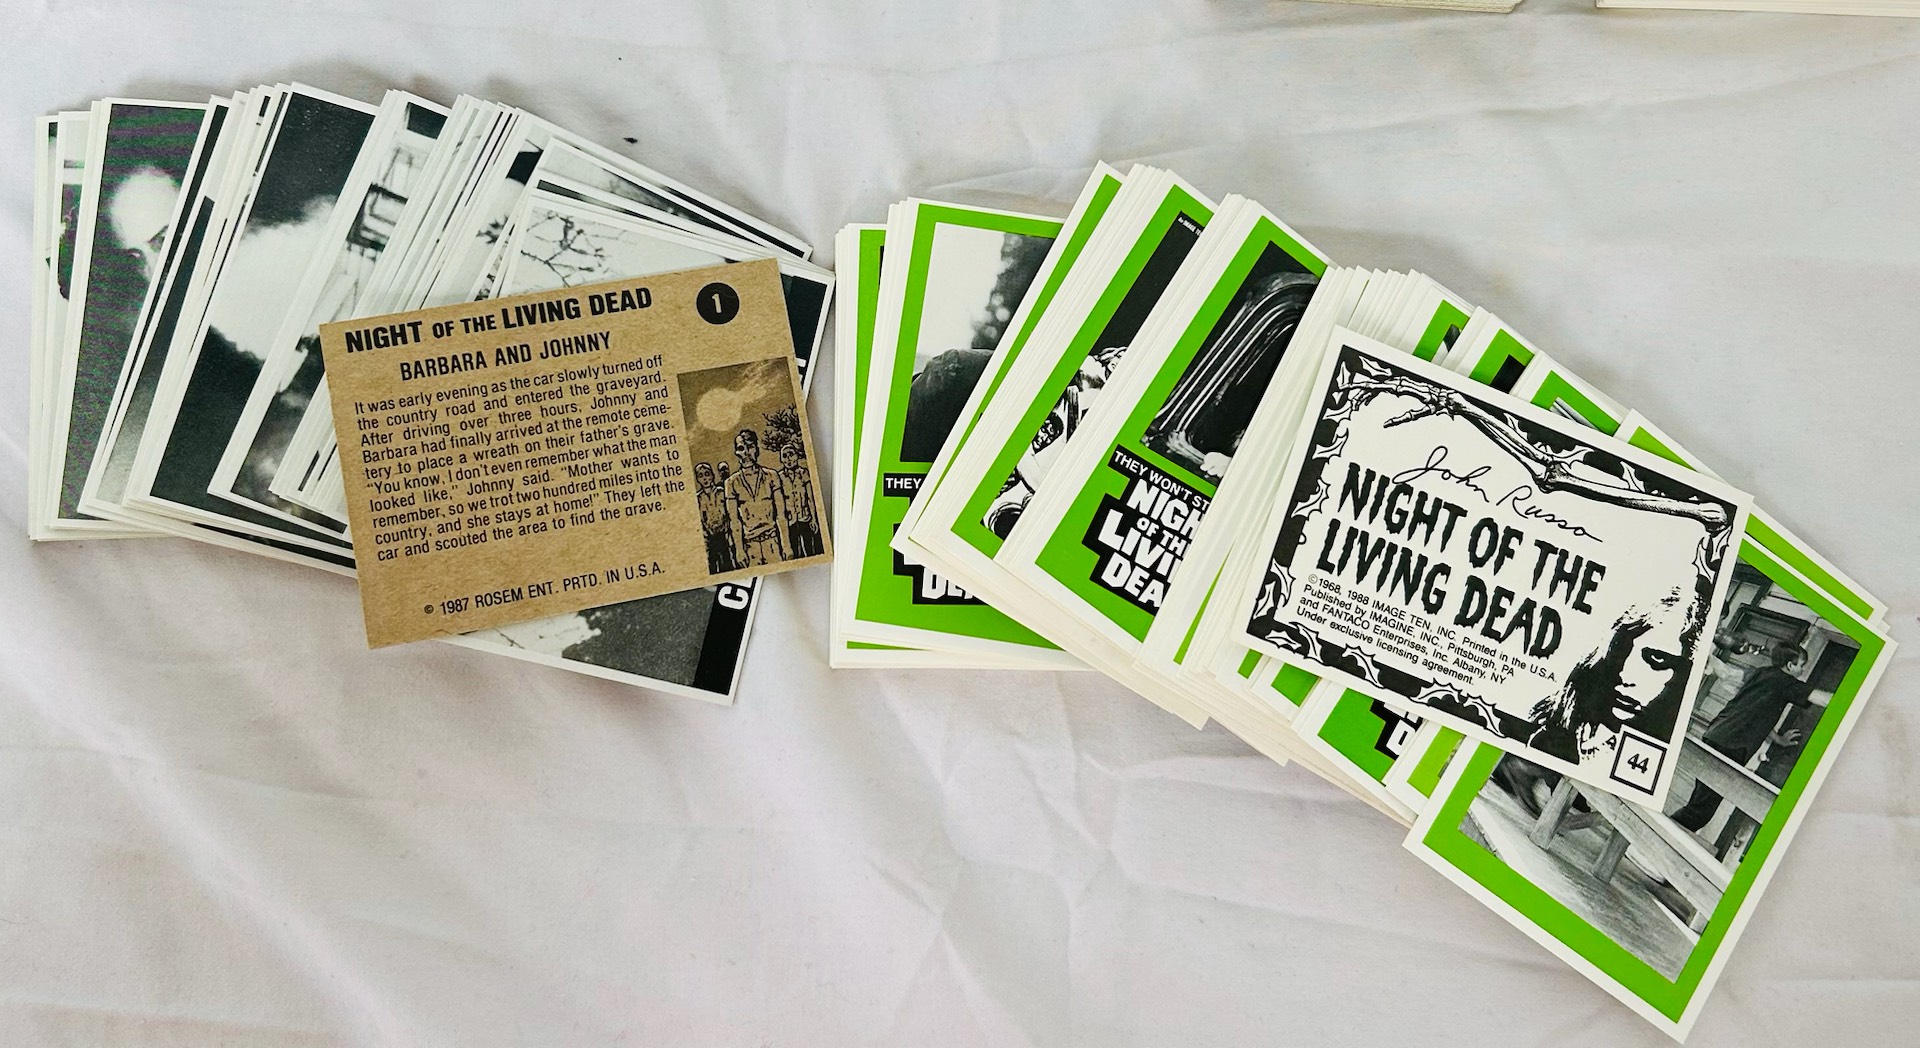 NIGHT OF THE LIVING DEAD
1
BARBARA AND JOHNNY
It was early evening as the car slowly turned off
the country road and entered the graveyard.
After driving over three hours, Johnny and
Barbara had finally arrived at the remote ceme-
tery to place a wreath on their father's grave.
"You know, I don't even remember what the man
looked like," Johnny said. "Mother wants to
remember, so we trot two hundred miles into the
country, and she stays at home!" They left the
car and scouted the area to find the grave.
© 1987 ROSEM ENT. PRTD. IN U.S.A.
C
THEY
DE
THEY WON'T ST
NIGH
OF THE
LIVI
DEA
D
John Russo
NIGHT OF THE
LIVING DEAD
©1968, 1988 IMAGE TEN, INC. Printed in the U.S.A.
Published by IMAGINE, INC., Pittsburgh, PA
and FANTACO Enterprises, Inc. Albany, NY
Under exclusive licensing agreement.
44